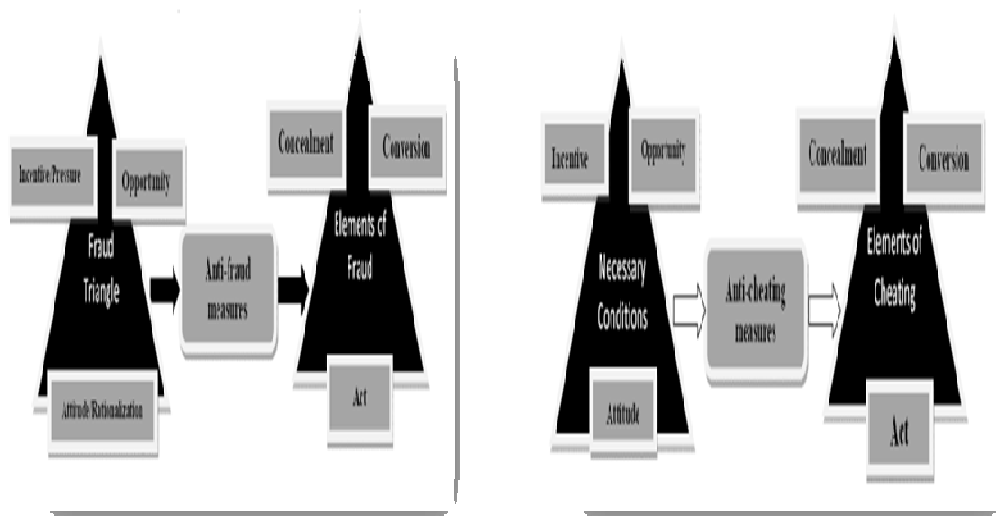 Incentive/Pressure
Opportunity
Fraud
Triangle
Attitude/Rationalization
Anti-fraud
measures
Concealment
Conversion
Elements of
Fraud
Act
Incentive
Opportunity
Necessary
Conditions
Attitude
Anti-cheating
measures
Concealment
Conversion
Elements of
Cheating
Act